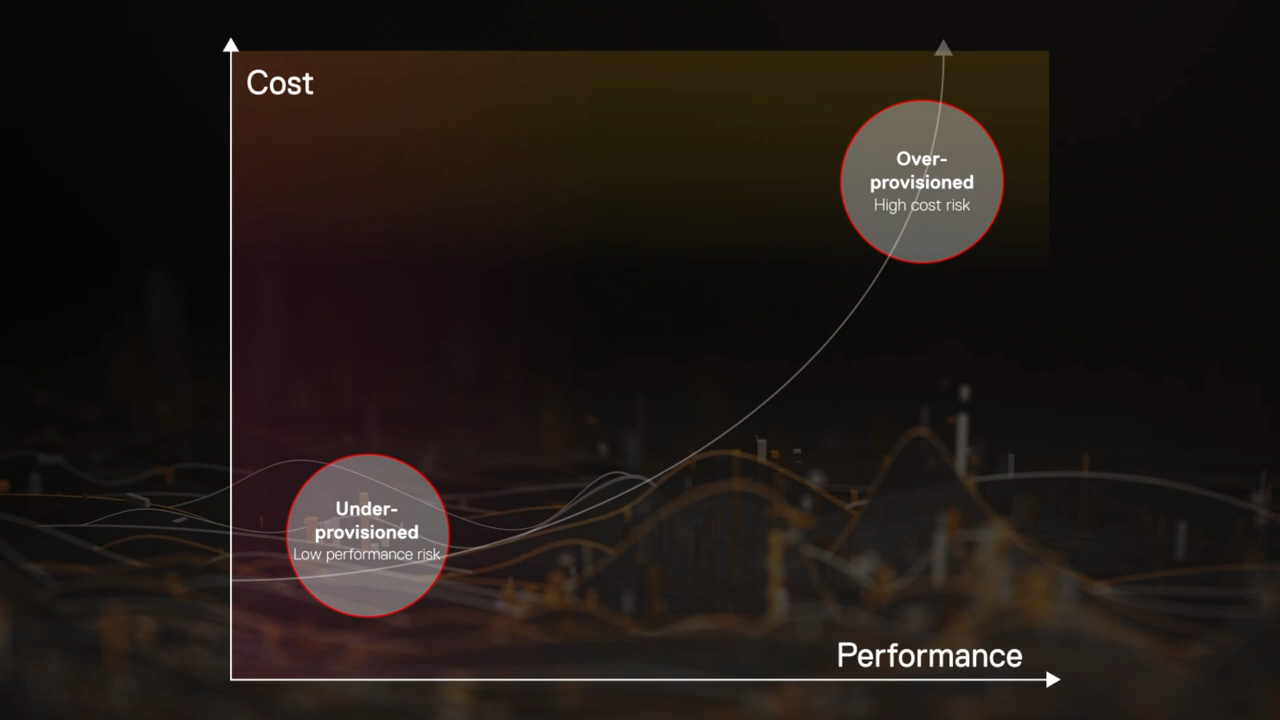 Cost
Over-
provisioned
High cost risk
Under-
provisioned
Low performance risk
Performance